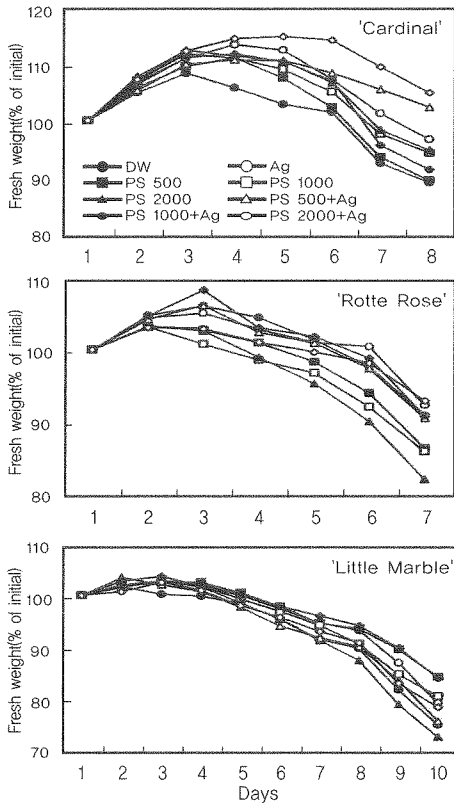 'Cardinal'
Fresh weight(% of initial)
120
110
100
90
80
DW Ag
PS 500 PS 1000
PS 2000 PS 500+Ag
PS 1000+Ag PS 2000+Ag
1 2 3 4 5 6 7 8
'Rotte Rose'
Fresh weight(% of initial)
110
100
90
80
1 2 3 4 5 6 7
'Little Marble'
Fresh weight(% of initial)
110
100
90
80
70
1 2 3 4 5 6 7 8 9 10
Days